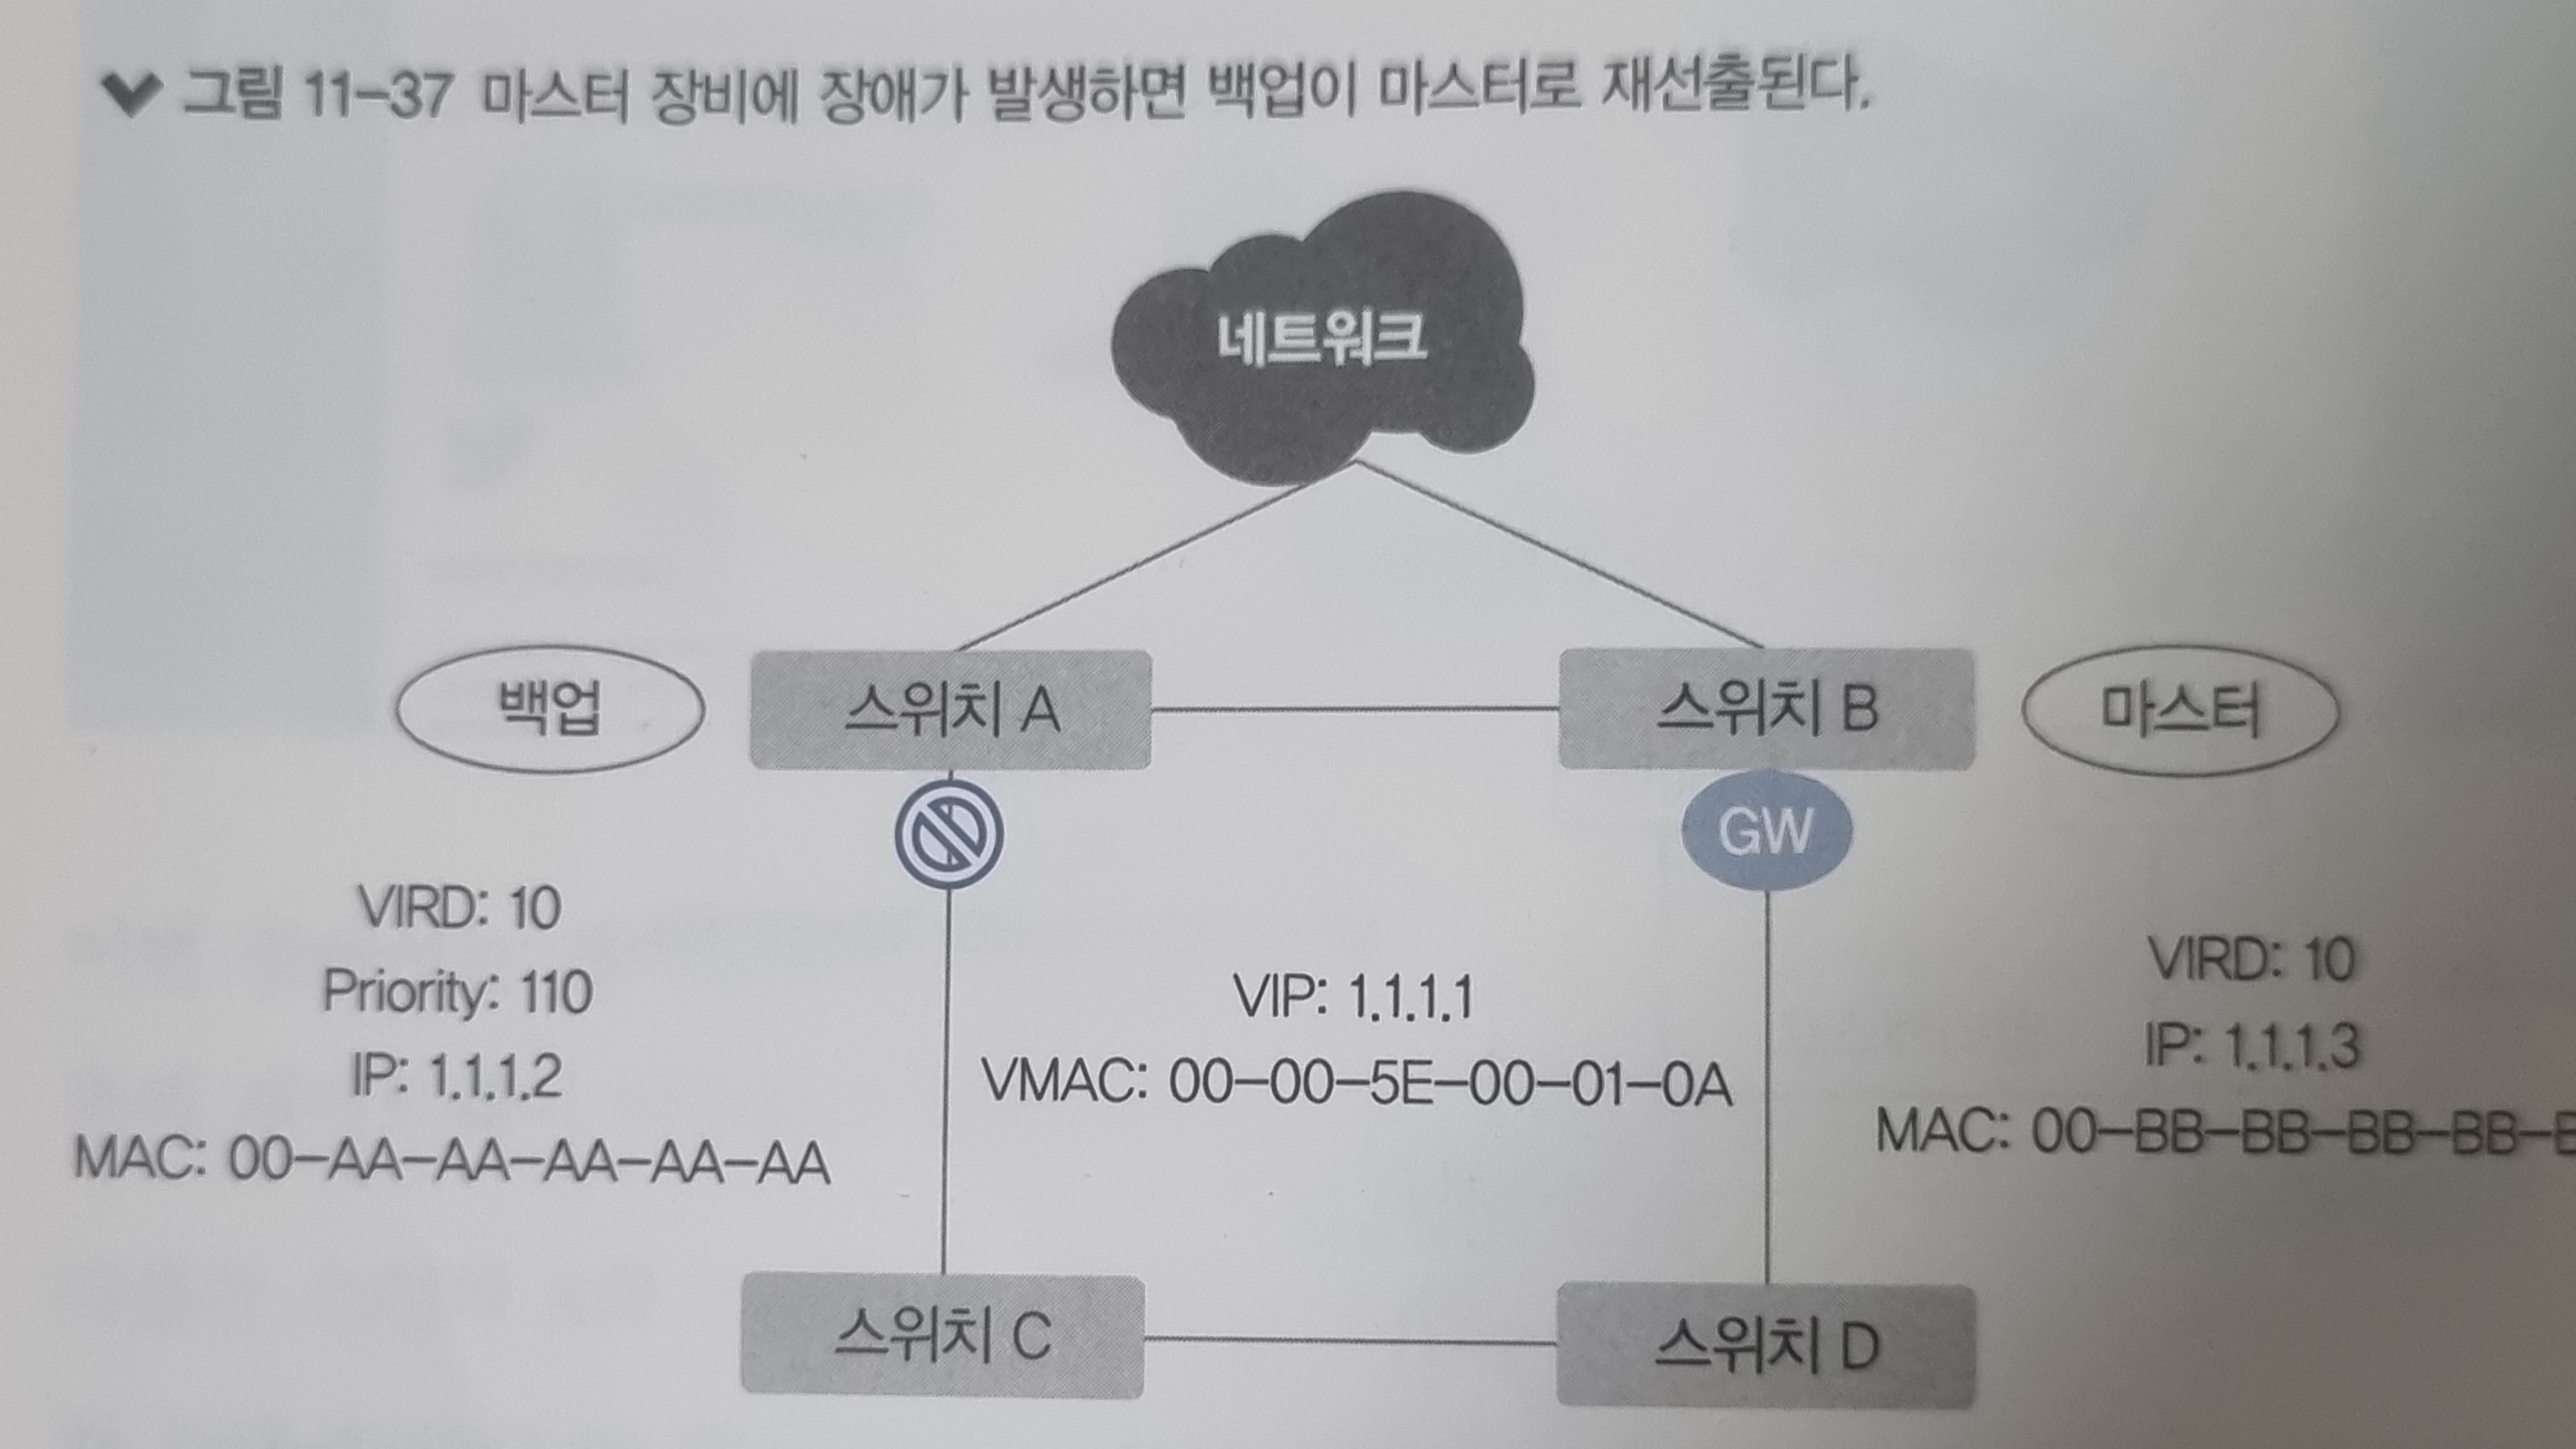 그림 11-37 마스터 장비에 장애가 발생하면 백업이 마스터로 재선출된다.
네트워크
백업
스위치 A
스위치 B
마스터
GW
VIRD: 10
Priority: 110
IP: 1.1.1.2
MAC: 00-AA-AA-AA-AA-AA
VIP: 1.1.1.1
VMAC: 00-00-5E-00-01-0A
VIRD: 10
IP: 1.1.1.3
MAC: 00-BB-BB-BB-BB-
스위치 C
스위치 D